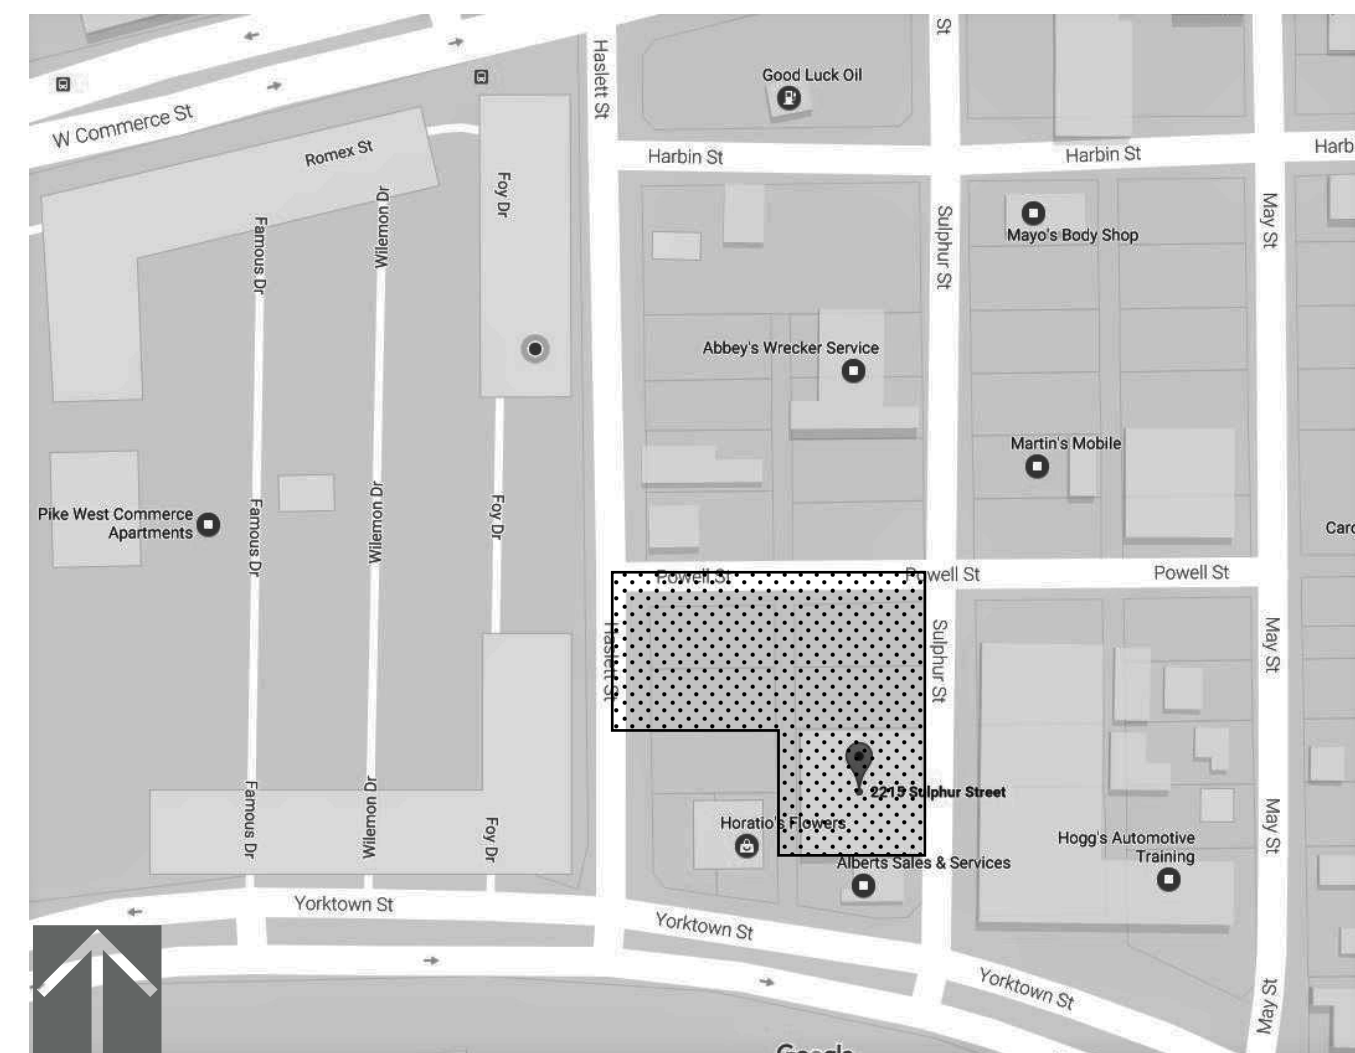 St
Haslett St
Good Luck Oil
W Commerce St
Romex St
Harbin St
Harbin St
Harb
Foy Dr
Wilemon Dr
Famous Dr
Sulphur St
May St
Mayo's Body Shop
Abbey's Wrecker Service
Martin's Mobile
Pike West Commerce
Apartments
Famous Dr
Wilemon Dr
Foy Dr
Card
Powell St
Powell St
Powell St
Haslett St
Sulphur St
May St
2215 Sulphur Street
Famous Dr
Wilemon Dr
Foy Dr
Horatio's Flowers
May St
Hogg's Automotive
Training
Alberts Sales & Services
Yorktown St
Yorktown St
Yorktown St
May St
Google